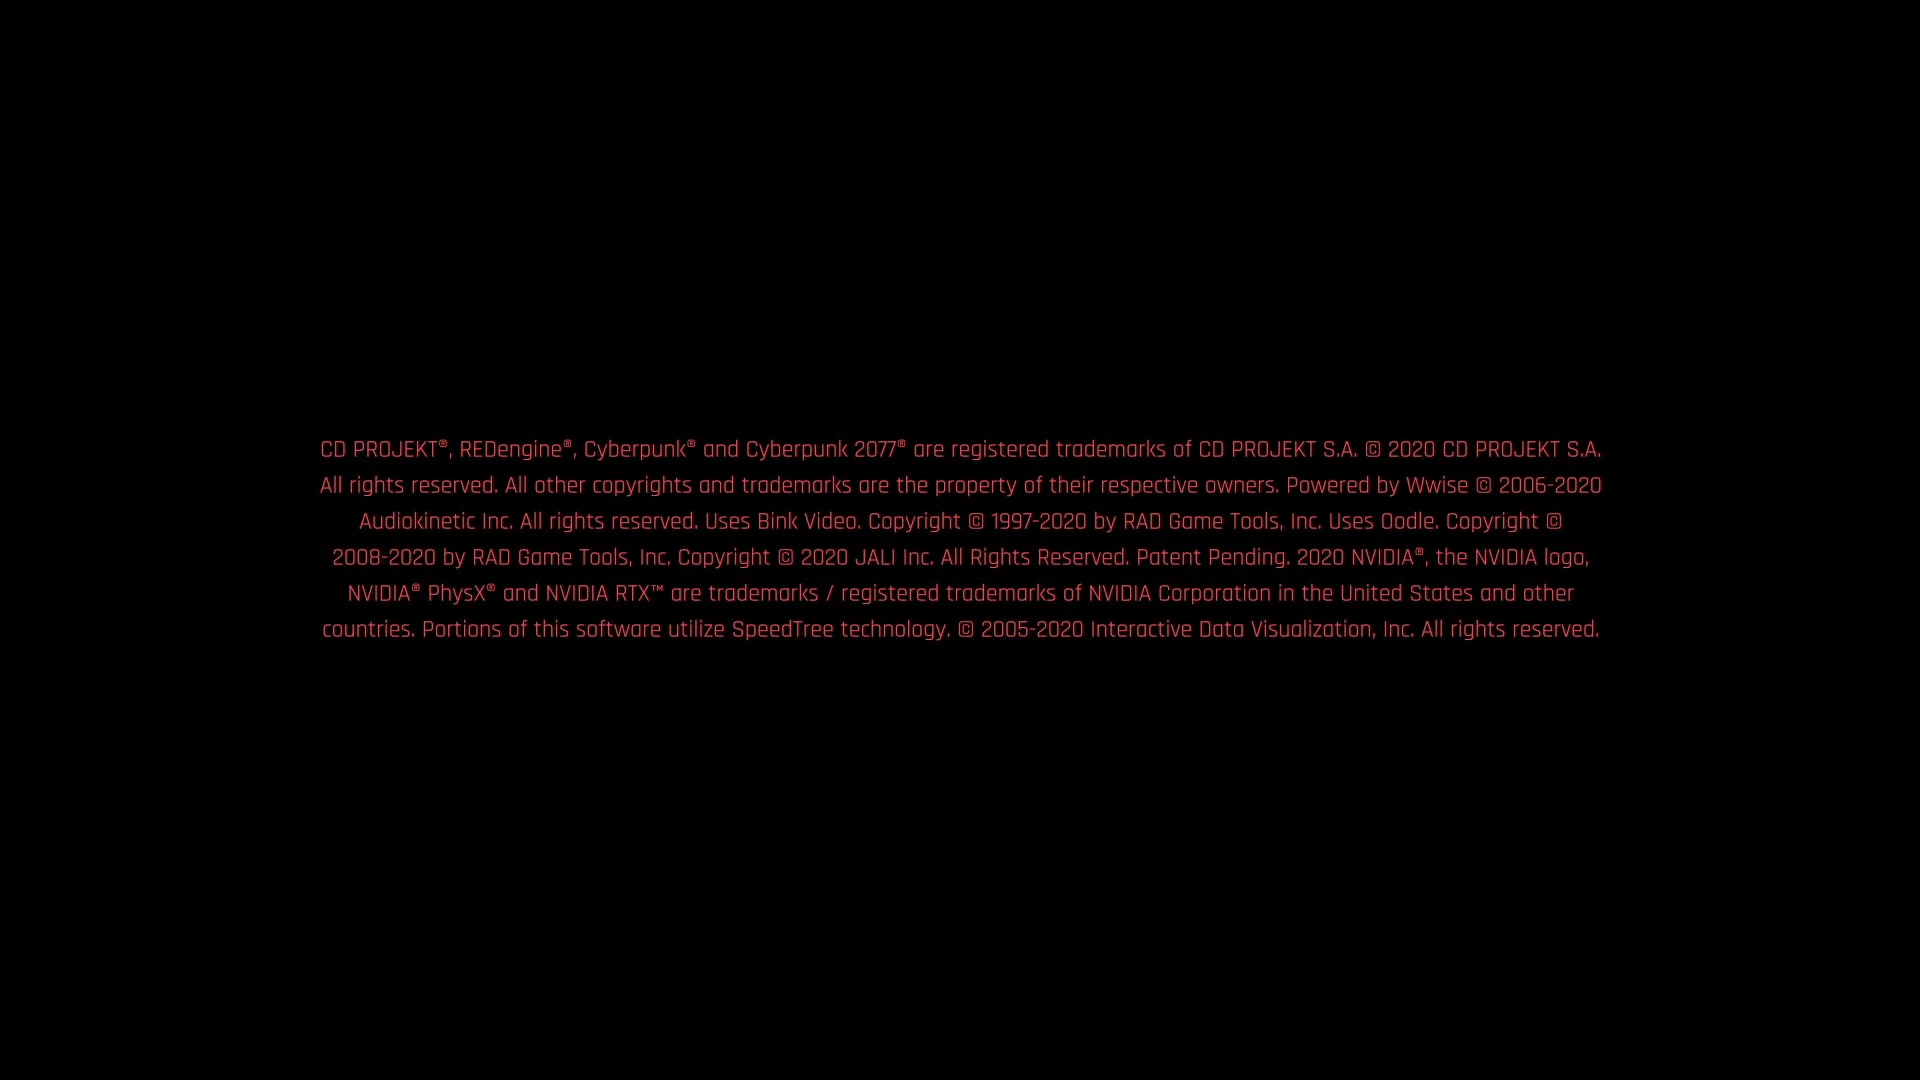 CD PROJEKT®, REDengine®, Cyberpunk® and Cyberpunk 2077® are registered trademarks of CD PROJEKT S.A. © 2020 CD PROJEKT S.A.
All rights reserved. All other copyrights and trademarks are the property of their respective owners. Powered by Wwise © 2006-2020
Audiokinetic Inc. All rights reserved. Uses Bink Video. Copyright © 1997-2020 by RAD Game Tools, Inc. Uses Oodle. Copyright ©
2008-2020 by RAD Game Tools, Inc. Copyright © 2020 JALI Inc. All Rights Reserved. Patent Pending. 2020 NVIDIA®, the NVIDIA logo,
NVIDIA® PhysX® and NVIDIA RTX™ are trademarks / registered trademarks of NVIDIA Corporation in the United States and other
countries. Portions of this software utilize SpeedTree technology. © 2005-2020 Interactive Data Visualization, Inc. All rights reserved.